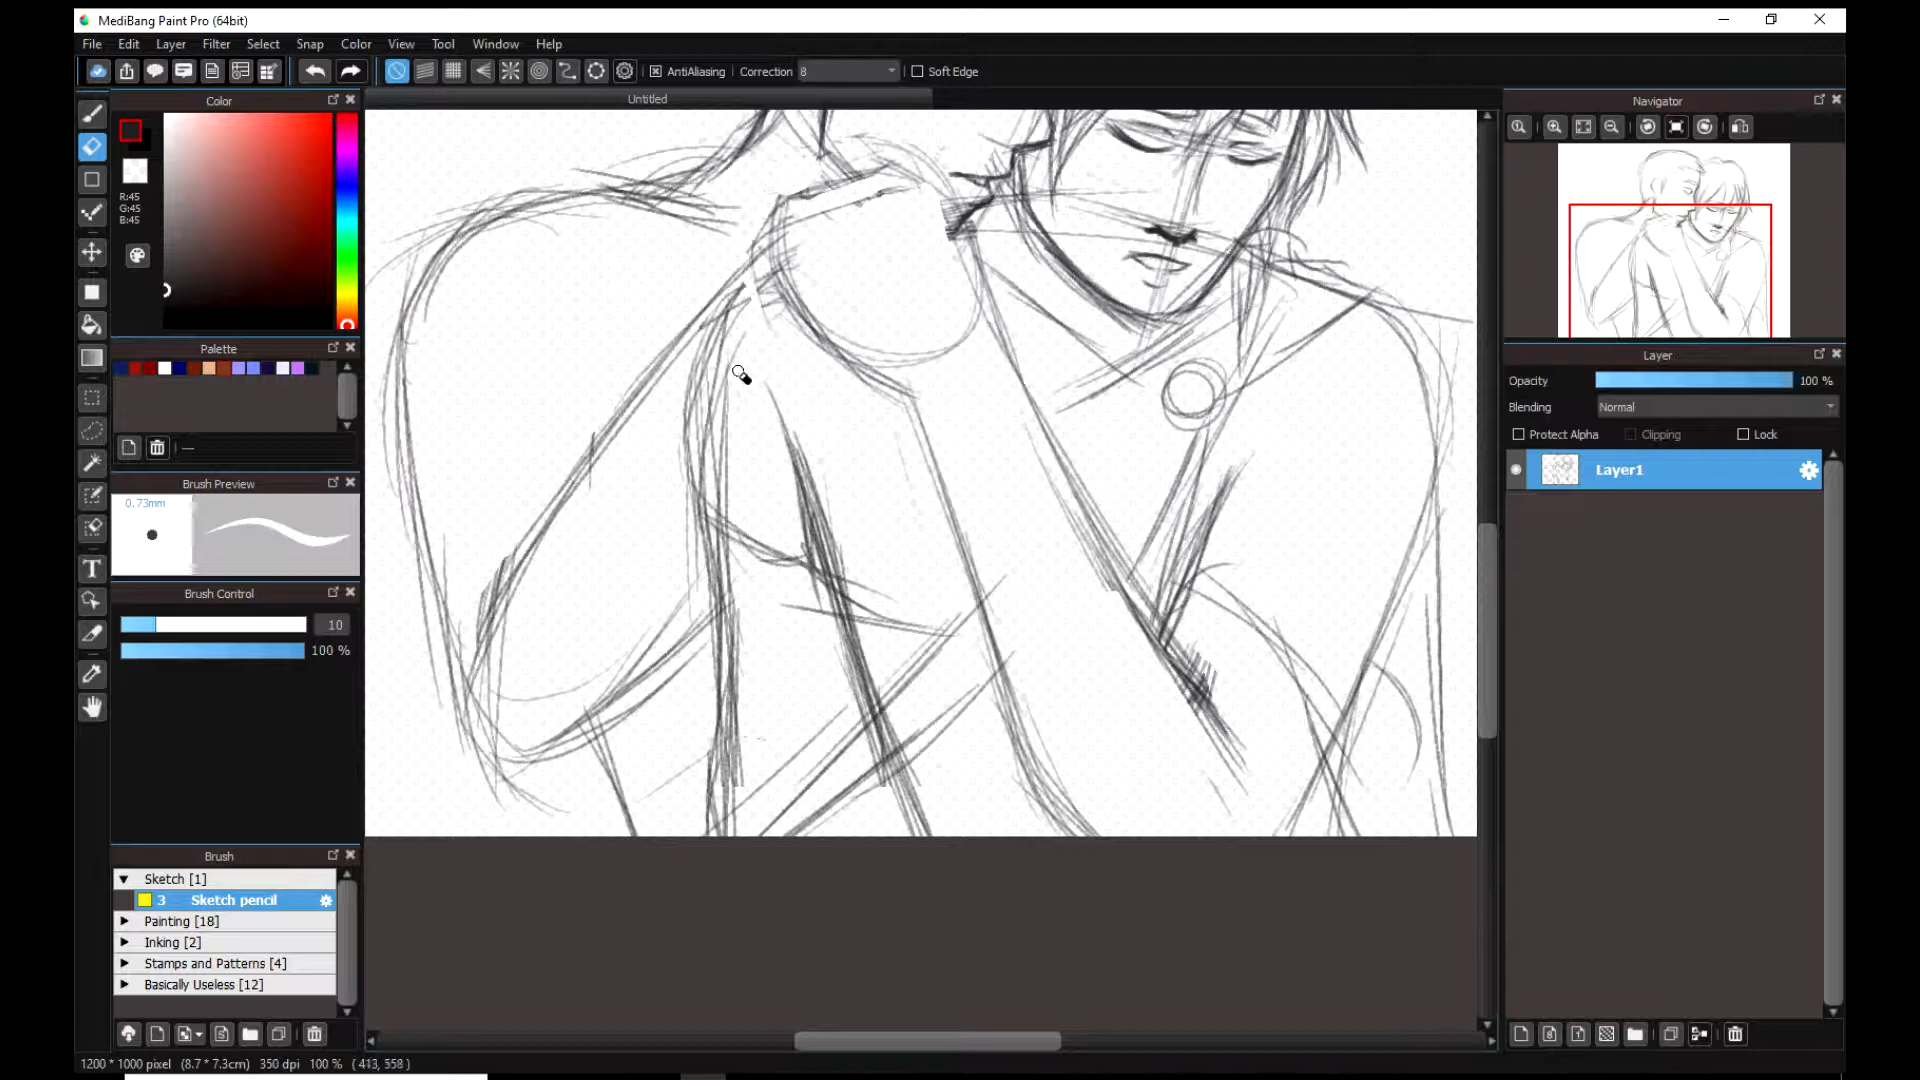 MediBang Paint Pro (64bit)
File Edit Layer Filter Select Snap Color View Tool Window Help
AntiAliasing Correction 8 Soft Edge
Color
Untitled
Navigator
R:45
G:45
B:45
Palette
Layer
Opacity 100 %
Blending Normal
Protect Alpha Clipping Lock
Layer1
Brush Preview
0.73mm
Brush Control
10
100 %
Brush
Sketch [1]
3 Sketch pencil
Painting [18]
Inking [2]
Stamps and Patterns [4]
Basically Useless [12]
1200 * 1000 pixel (8.7 * 7.3cm) 350 dpi 100 % ( 413, 558 )